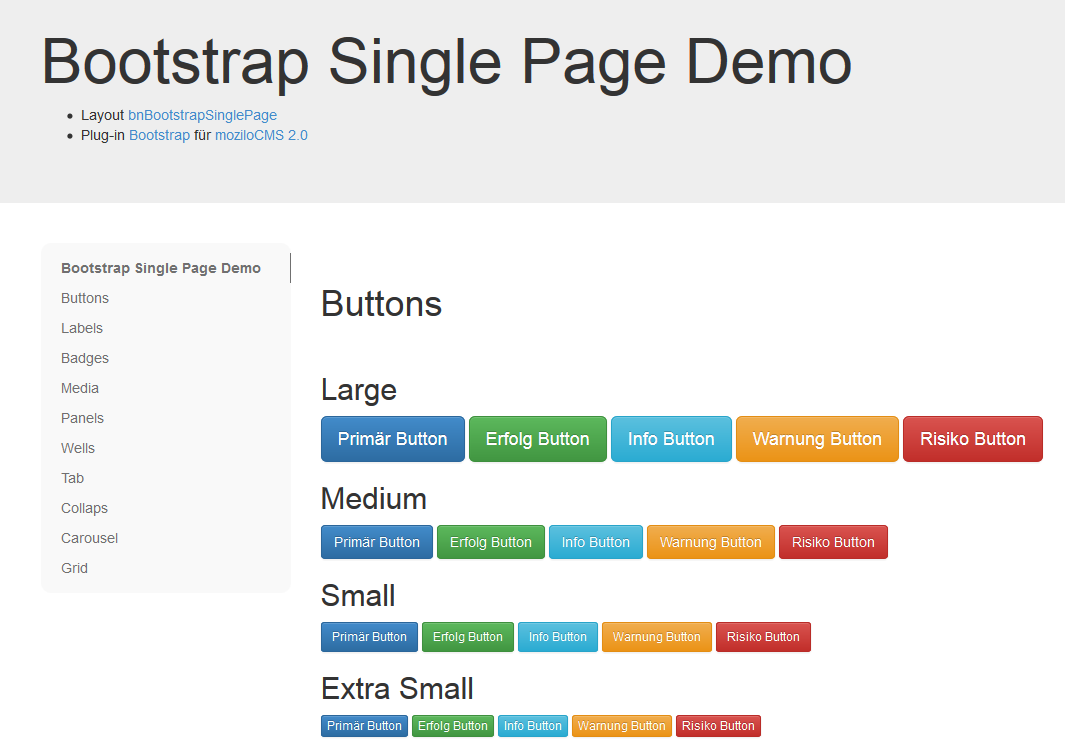 Bootstrap Single Page Demo
Layout bnBootstrapSinglePage
Plug-in Bootstrap für moziloCMS 2.0
Bootstrap Single Page Demo
Buttons
Labels
Badges
Media
Panels
Wells
Tab
Collaps
Carousel
Grid
Buttons
Large
Primär Button Erfolg Button Info Button Warnung Button Risiko Button
Medium
Primär Button Erfolg Button Info Button Warnung Button Risiko Button
Small
Primär Button Erfolg Button Info Button Warnung Button Risiko Button
Extra Small
Primär Button Erfolg Button Info Button Warnung Button Risiko Button